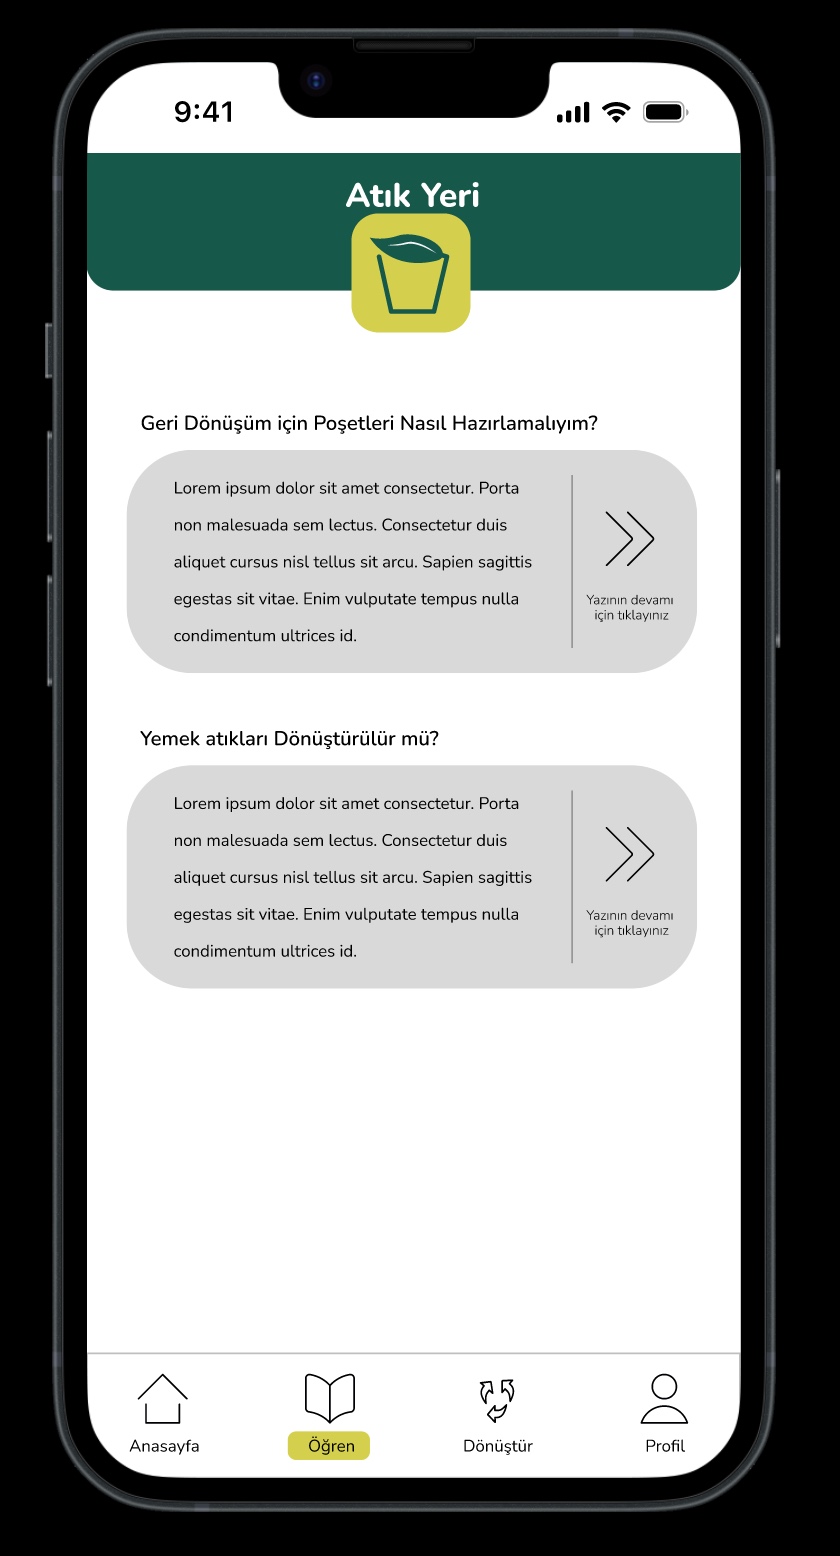 9:41
Atık Yeri
Geri Dönüşüm için Poşetleri Nasıl Hazırlamalıyım?
Lorem ipsum dolor sit amet consectetur. Porta
non malesuada sem lectus. Consectetur duis
aliquet cursus nisl tellus sit arcu. Sapien sagittis
egestas sit vitae. Enim vulputate tempus nulla
condimentum ultrices id.
Yazının devamı
için tıklayınız
Yemek atıkları Dönüştürülür mü?
Lorem ipsum dolor sit amet consectetur. Porta
non malesuada sem lectus. Consectetur duis
aliquet cursus nisl tellus sit arcu. Sapien sagittis
egestas sit vitae. Enim vulputate tempus nulla
condimentum ultrices id.
Yazının devamı
için tıklayınız
Anasayfa
Öğren
Dönüştür
Profil